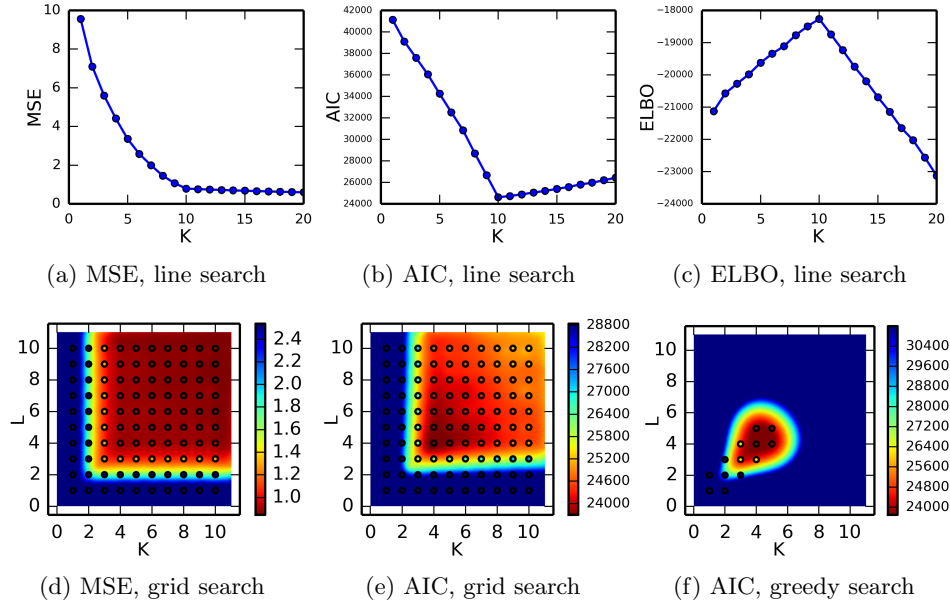 10
8
6
4
2
0
MSE
0 5 10 15 20
K
42000
40000
38000
36000
34000
32000
30000
28000
26000
24000
AIC
0 5 10 15 20
K
−18000
−19000
−20000
−21000
−22000
−23000
−24000
ELBO
0 5 10 15 20
K
(a) MSE, line search
(b) AIC, line search
(c) ELBO, line search
10
8
6
4
2
0
L
0 2 4 6 8 10
K
2.4
2.2
2.0
1.8
1.6
1.4
1.2
1.0
10
8
6
4
2
0
L
0 2 4 6 8 10
K
28800
28200
27600
27000
26400
25800
25200
24600
24000
10
8
6
4
2
0
L
0 2 4 6 8 10
K
30400
29600
28800
28000
27200
26400
25600
24800
24000
(d) MSE, grid search
(e) AIC, grid search
(f) AIC, greedy search